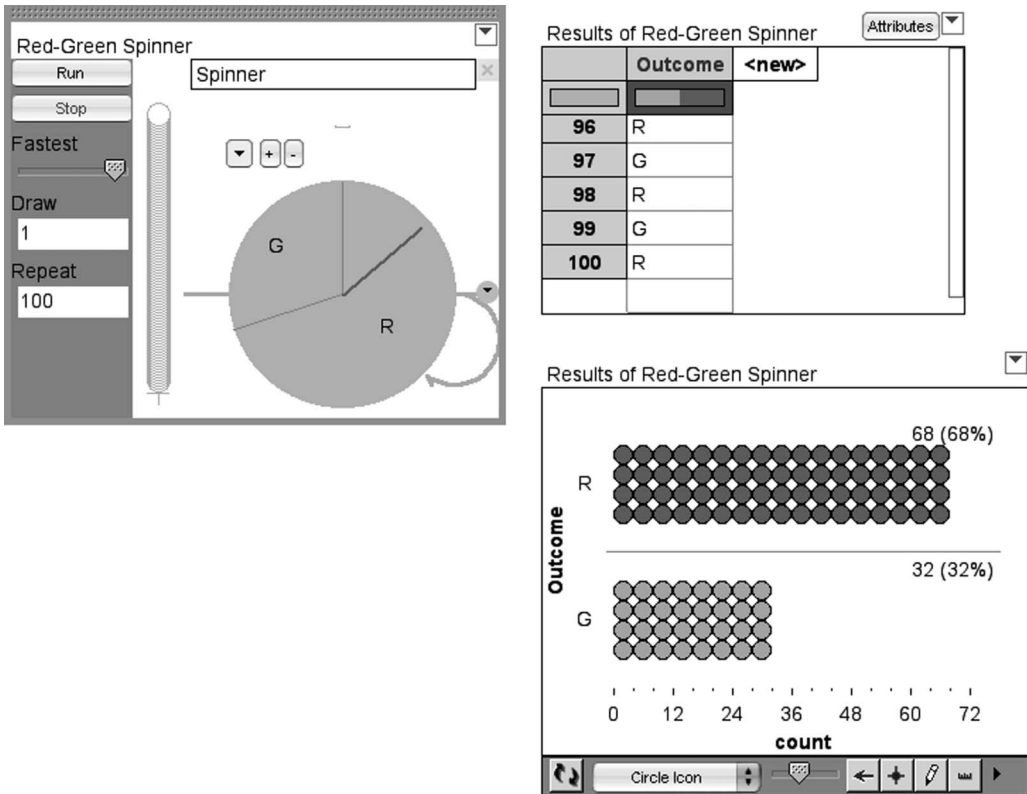 Red-Green Spinner
Run
Spinner
Stop
Fastest
Draw
1
Repeat
100
G
R
Results of Red-Green Spinner
Attributes
Outcome <new>
96 R
97 G
98 R
99 G
100 R
Results of Red-Green Spinner
68 (68%)
R
32 (32%)
G
Outcome
0 12 24 36 48 60 72
count
Circle Icon